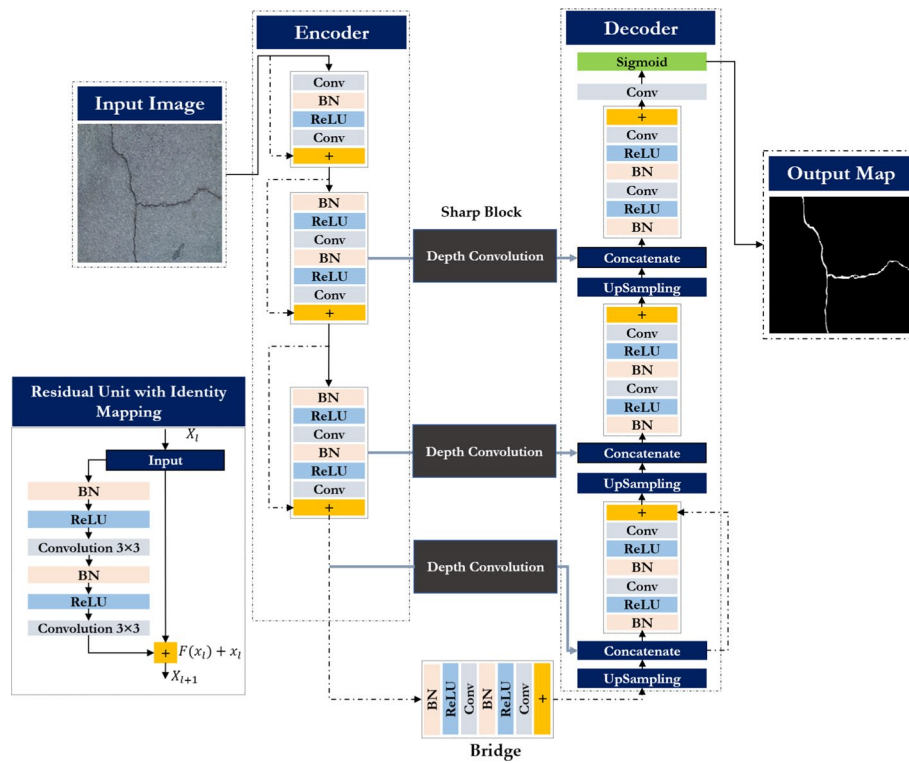 Encoder
Decoder
Input Image
Conv
BN
ReLU
Conv
+
BN
ReLU
Conv
BN
ReLU
Conv
+
BN
ReLU
Conv
BN
ReLU
Conv
+
Sharp Block
Depth Convolution
Depth Convolution
Depth Convolution
Sigmoid
Conv
+
Conv
ReLU
BN
Conv
ReLU
BN
Concatenate
UpSampling
+
Conv
ReLU
BN
Conv
ReLU
BN
Concatenate
UpSampling
+
Conv
ReLU
BN
Conv
ReLU
BN
Concatenate
UpSampling
Output Map
Residual Unit with Identity
Mapping
X_l
Input
BN
ReLU
Convolution 3×3
BN
ReLU
Convolution 3×3
+
F(x_l) + x_l
X_{l+1}
BN
ReLU
Conv
BN
ReLU
Conv
+
Bridge